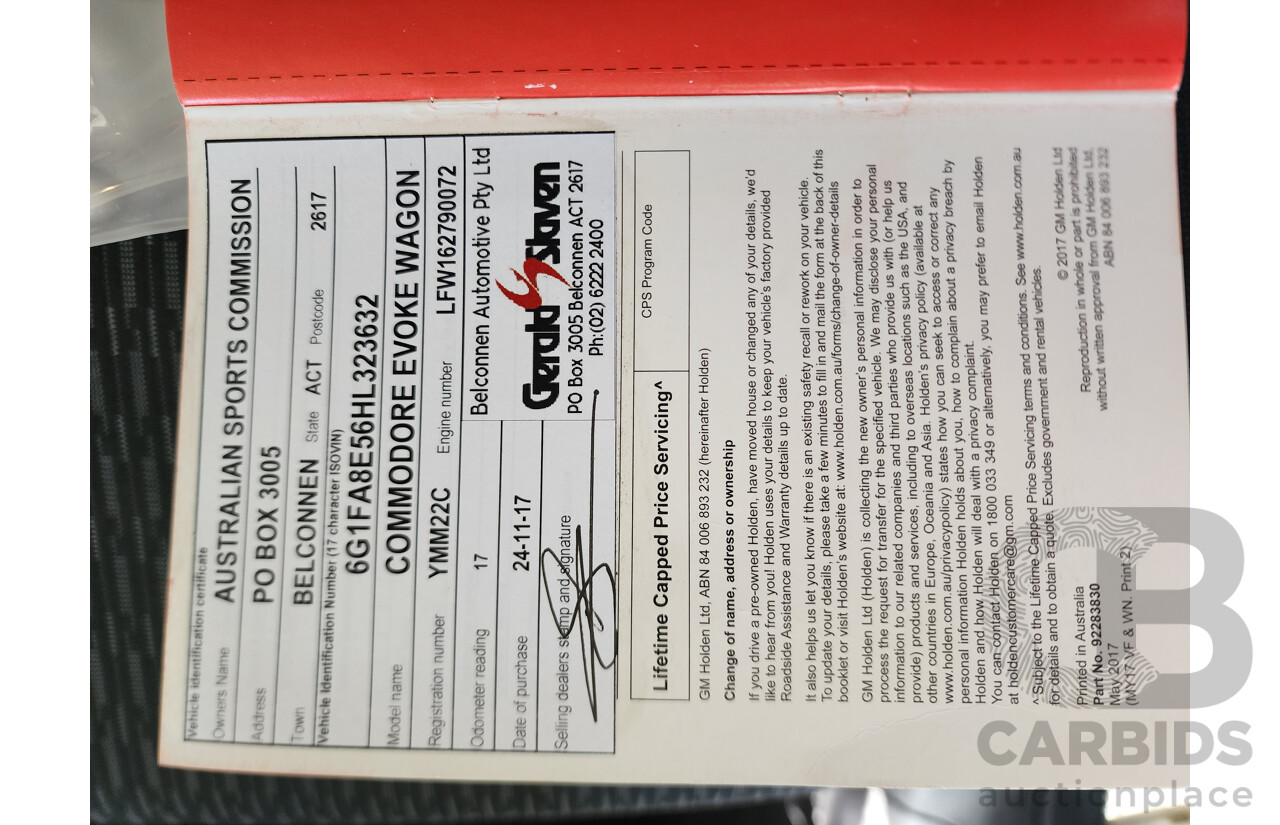 Vehicle identification certificate
Owners Name AUSTRALIAN SPORTS COMMISSION
Address PO BOX 3005
Town BELCONNEN State ACT Postcode 2617
Vehicle Identification Number (17 character ISOVIN)
6G1FA8E56HL323632
Model name COMMODORE EVOKE WAGON
Registration number YMM22C Engine number LFW162790072
Odometer reading 17 Belconnen Automotive Pty Ltd
Date of purchase 24-11-17
Gerald Slaven
Selling dealers stamp and signature
PO Box 3005 Belconnen ACT 2617
Ph:(02) 6222 2400
Lifetime Capped Price Servicing^ CPS Program Code
GM Holden Ltd, ABN 84 006 893 232 (hereinafter Holden)
Change of name, address or ownership
If you drive a pre-owned Holden, have moved house or changed any of your details, we'd
like to hear from you! Holden uses your details to keep your vehicle's factory provided
Roadside Assistance and Warranty details up to date.
It also helps us let you know if there is an existing safety recall or rework on your vehicle.
To update your details, please take a few minutes to fill in and mail the form at the back of this
booklet or visit Holden's website at: www.holden.com.au/forms/change-of-owner-details
GM Holden Ltd (Holden) is collecting the new owner's personal information in order to
process the request for transfer for the specified vehicle. We may disclose your personal
information to our related companies and third parties who provide us with (or help us
provide) products and services, including to overseas locations such as the USA, and
other countries in Europe, Oceania and Asia. Holden's privacy policy (available at
www.holden.com.au/privacypolicy) states how you can seek to access or correct any
personal information Holden holds about you, how to complain about a privacy breach by
Holden and how Holden will deal with a privacy complaint.
You can contact Holden on 1800 033 349 or alternatively, you may prefer to email Holden
at holdencustomercare@gm.com
^ Subject to the Lifetime Capped Price Servicing terms and conditions. See www.holden.com.au
for details and to obtain a quote. Excludes government and rental vehicles.
Printed in Australia © 2017 GM Holden Ltd
Part No. 92283830 Reproduction in whole or part is prohibited
May 2017 without written approval from GM Holden Ltd.
(MY17 VF & WN. Print 2) ABN 84 006 893 232
B
CARBIDS
auctionplace